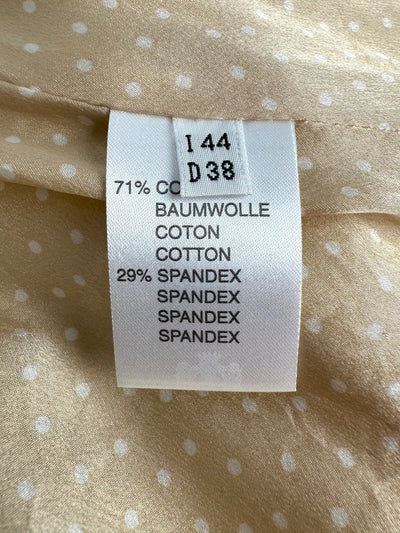 I 44
D 38
71% CO
BAUMWOLLE
COTON
COTTON
29% SPANDEX
SPANDEX
SPANDEX
SPANDEX